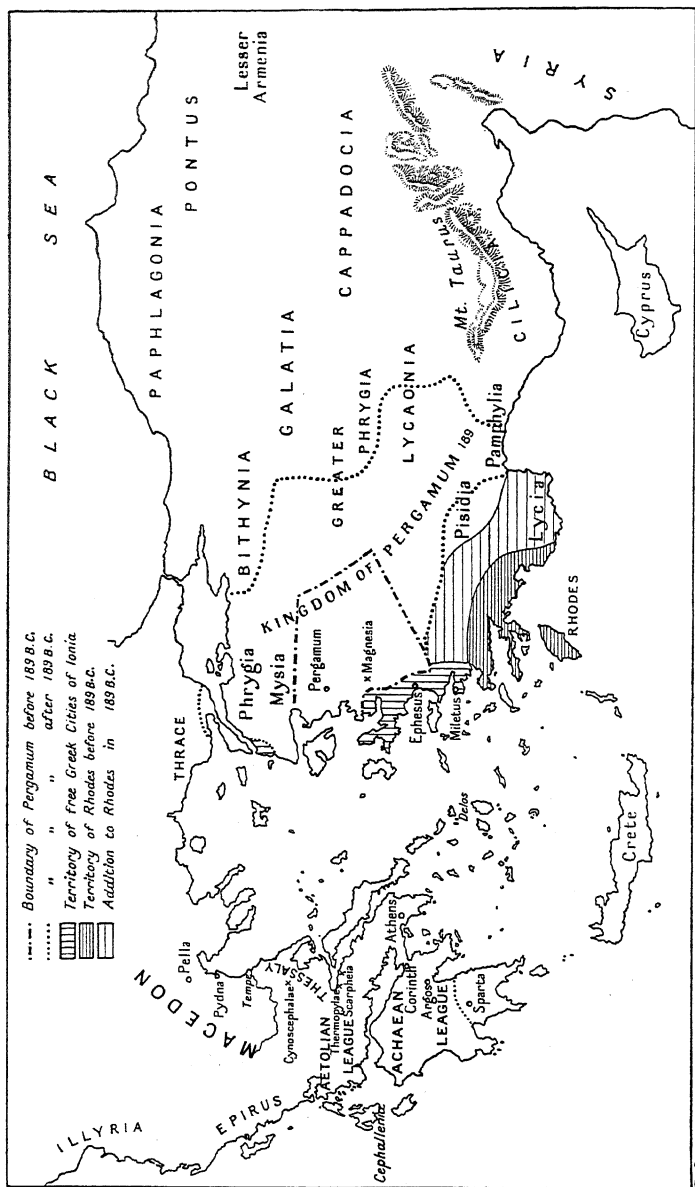 Boundary of Pergamum before 189 B.C.
" " " after 189 B.C.
Territory of free Greek Cities of Ionia
Territory of Rhodes before 189 B.C.
Addition to Rhodes in 189 B.C.
BLACK SEA
ILLYRIA
EPIRUS
MACEDON
Pella
Pydna
Tempe
THESSALY
Cynoscephalae
AETOLIAN
LEAGUE
Thermopylae
Scarpheia
Cephallenia
ACHAEAN
LEAGUE
Corinth
Argos
Athens
Sparta
Crete
Delos
THRACE
Phrygia
Mysia
Pergamum
Magnesia
Ephesus
Miletus
RHODES
KINGDOM OF PERGAMUM 189
BITHYNIA
PAPHLAGONIA
PONTUS
Lesser
Armenia
GALATIA
GREATER
PHRYGIA
LYCAONIA
CAPPADOCIA
Pisidia
Lycia
Pamphylia
Mt. Taurus
CILICIA
SYRIA
Cyprus